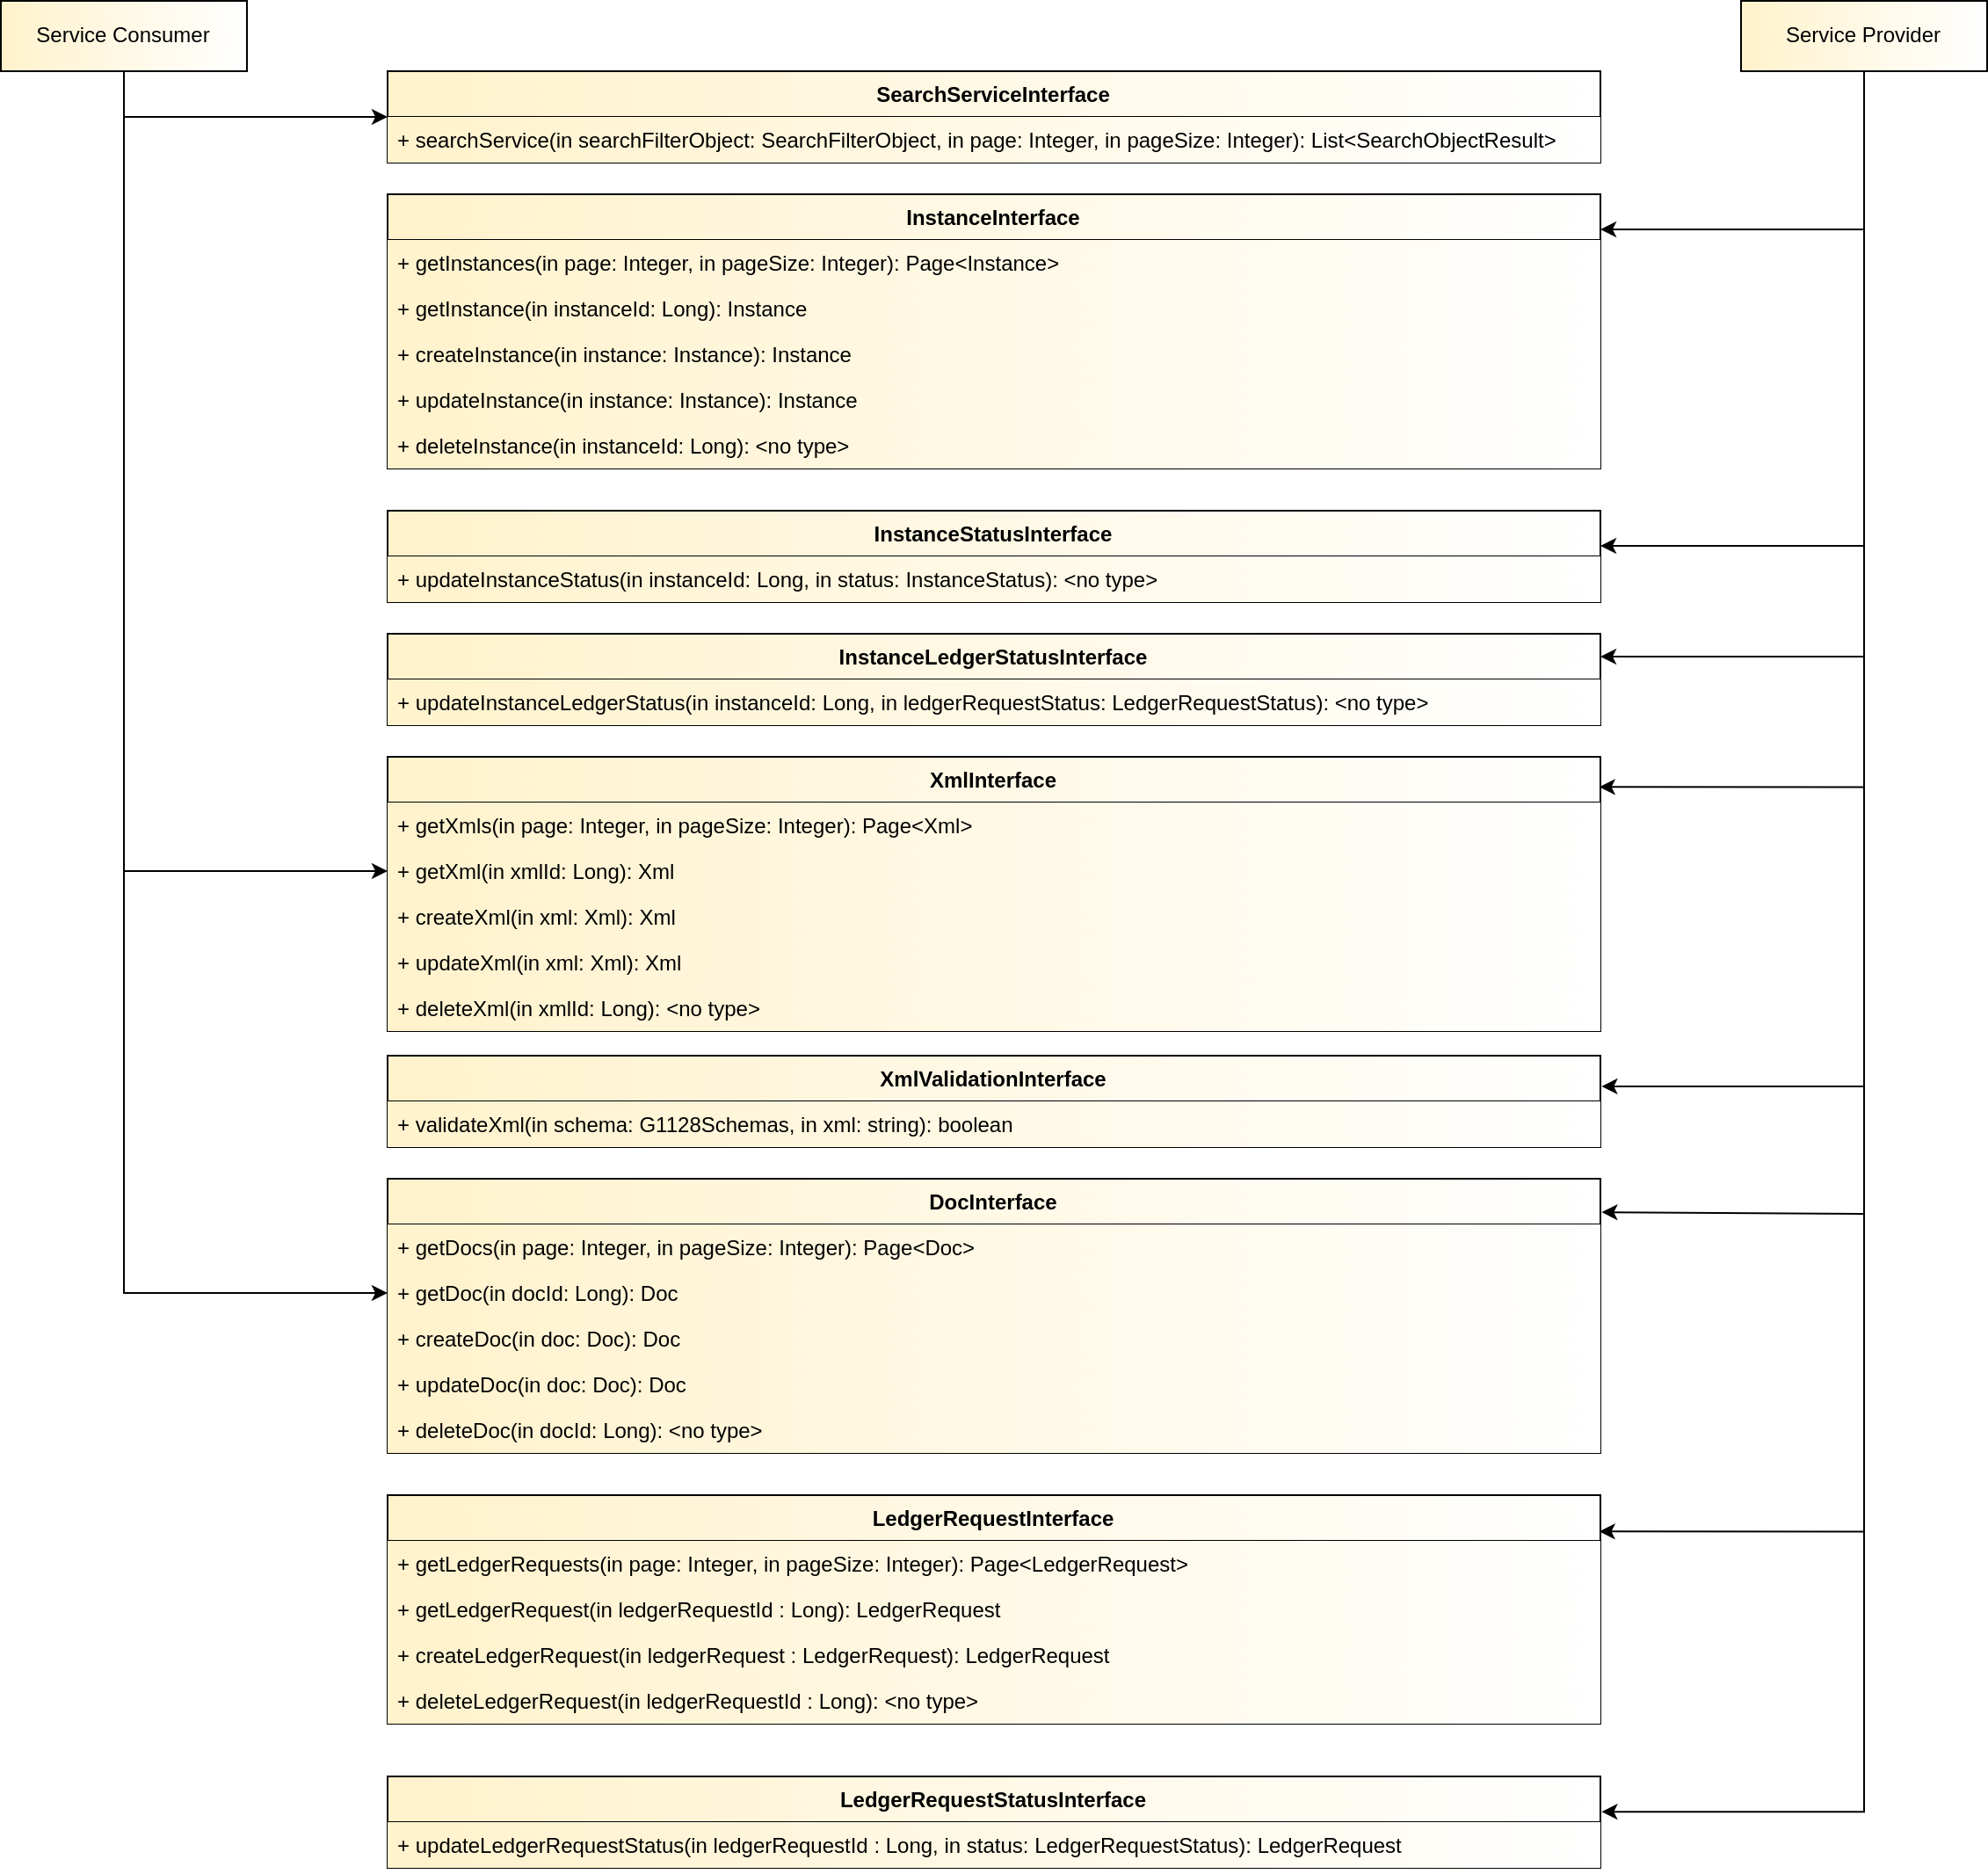 Service Consumer
Service Provider
SearchServiceInterface
+ searchService(in searchFilterObject: SearchFilterObject, in page: Integer, in pageSize: Integer): List<SearchObjectResult>
InstanceInterface
+ getInstances(in page: Integer, in pageSize: Integer): Page<Instance>
+ getInstance(in instanceId: Long): Instance
+ createInstance(in instance: Instance): Instance
+ updateInstance(in instance: Instance): Instance
+ deleteInstance(in instanceId: Long): <no type>
InstanceStatusInterface
+ updateInstanceStatus(in instanceId: Long, in status: InstanceStatus): <no type>
InstanceLedgerStatusInterface
+ updateInstanceLedgerStatus(in instanceId: Long, in ledgerRequestStatus: LedgerRequestStatus): <no type>
XmlInterface
+ getXmls(in page: Integer, in pageSize: Integer): Page<Xml>
+ getXml(in xmlId: Long): Xml
+ createXml(in xml: Xml): Xml
+ updateXml(in xml: Xml): Xml
+ deleteXml(in xmlId: Long): <no type>
XmlValidationInterface
+ validateXml(in schema: G1128Schemas, in xml: string): boolean
DocInterface
+ getDocs(in page: Integer, in pageSize: Integer): Page<Doc>
+ getDoc(in docId: Long): Doc
+ createDoc(in doc: Doc): Doc
+ updateDoc(in doc: Doc): Doc
+ deleteDoc(in docId: Long): <no type>
LedgerRequestInterface
+ getLedgerRequests(in page: Integer, in pageSize: Integer): Page<LedgerRequest>
+ getLedgerRequest(in ledgerRequestId : Long): LedgerRequest
+ createLedgerRequest(in ledgerRequest : LedgerRequest): LedgerRequest
+ deleteLedgerRequest(in ledgerRequestId : Long): <no type>
LedgerRequestStatusInterface
+ updateLedgerRequestStatus(in ledgerRequestId : Long, in status: LedgerRequestStatus): LedgerRequest